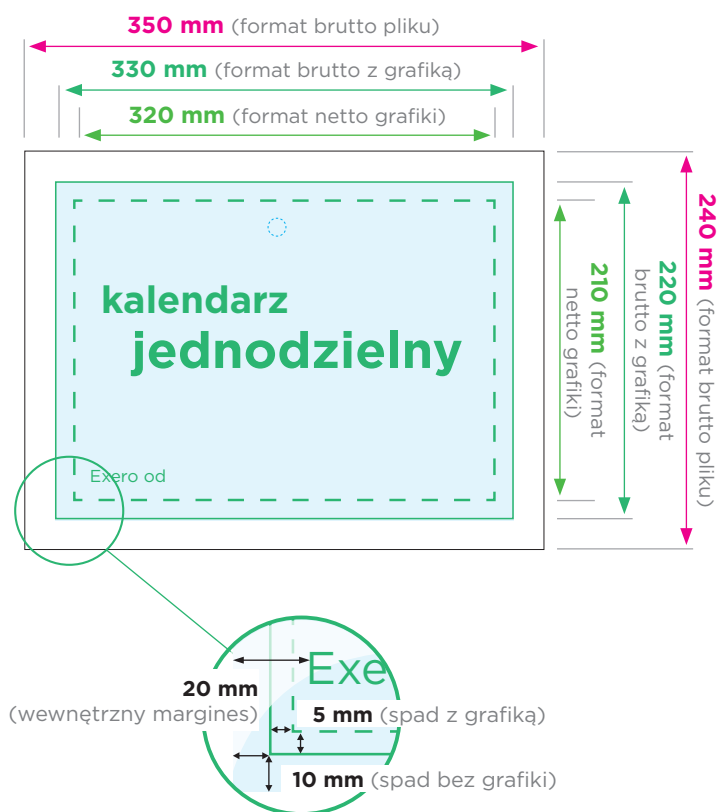 350 mm (format brutto pliku)
330 mm (format brutto z grafiką)
320 mm (format netto grafiki)
240 mm (format brutto pliku)
220 mm (format
brutto z grafiką)
210 mm (format
netto grafiki)
kalendarz
jednodzielny
Exero od
Exe
20 mm
(wewnętrzny margines)
5 mm (spad z grafiką)
10 mm (spad bez grafiki)